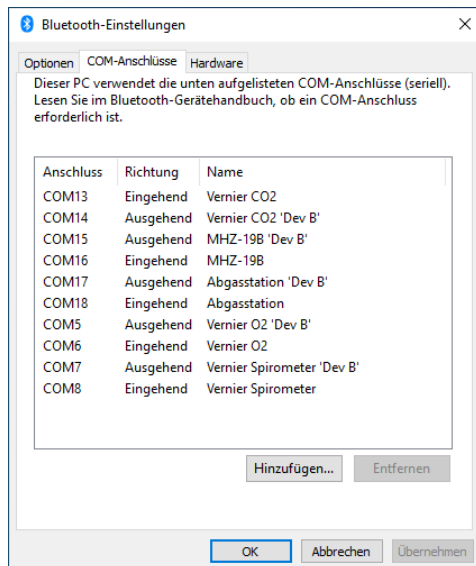 Bluetooth-Einstellungen
Optionen COM-Anschlüsse Hardware
Dieser PC verwendet die unten aufgelisteten COM-Anschlüsse (seriell).
Lesen Sie im Bluetooth-Gerätehandbuch, ob ein COM-Anschluss
erforderlich ist.
Anschluss Richtung Name
COM13 Eingehend Vernier CO2
COM14 Ausgehend Vernier CO2 'Dev B'
COM15 Ausgehend MHZ-19B 'Dev B'
COM16 Eingehend MHZ-19B
COM17 Ausgehend Abgasstation 'Dev B'
COM18 Eingehend Abgasstation
COM5 Ausgehend Vernier O2 'Dev B'
COM6 Eingehend Vernier O2
COM7 Ausgehend Vernier Spirometer 'Dev B'
COM8 Eingehend Vernier Spirometer
Hinzufügen... Entfernen
OK Abbrechen Übernehmen